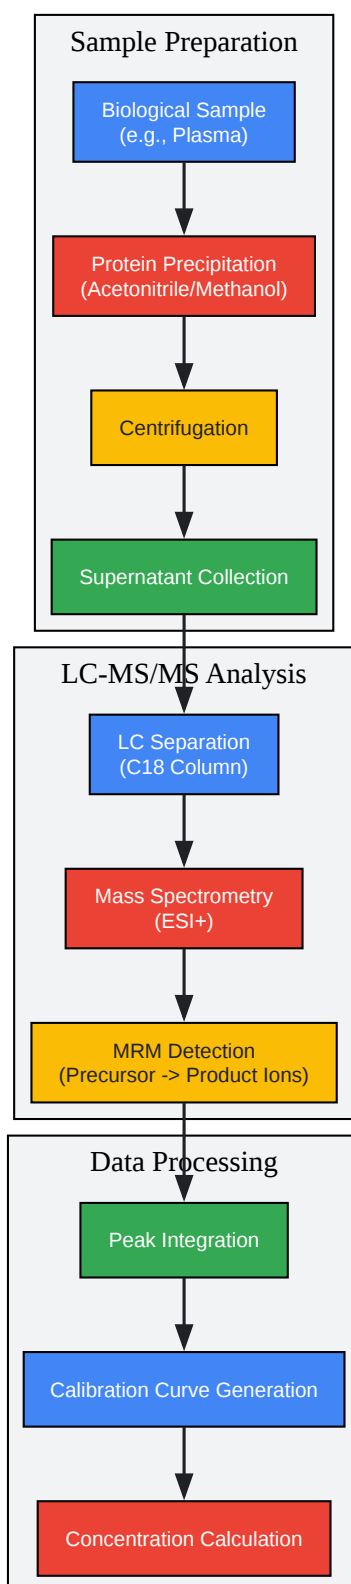 Sample Preparation
Biological Sample
(e.g., Plasma)
Protein Precipitation
(Acetonitrile/Methanol)
Centrifugation
Supernatant Collection
LC-MS/MS Analysis
LC Separation
(C18 Column)
Mass Spectrometry
(ESI+)
MRM Detection
(Precursor -> Product Ions)
Data Processing
Peak Integration
Calibration Curve Generation
Concentration Calculation